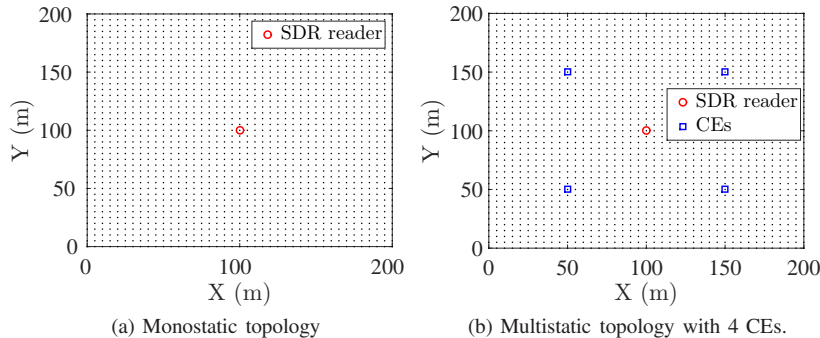 200
150
100
50
0
Y (m)
SDR reader
0
100
200
X (m)
(a) Monostatic topology
200
150
100
50
0
Y (m)
SDR reader
CEs
0
50
100
150
200
X (m)
(b) Multistatic topology with 4 CEs.